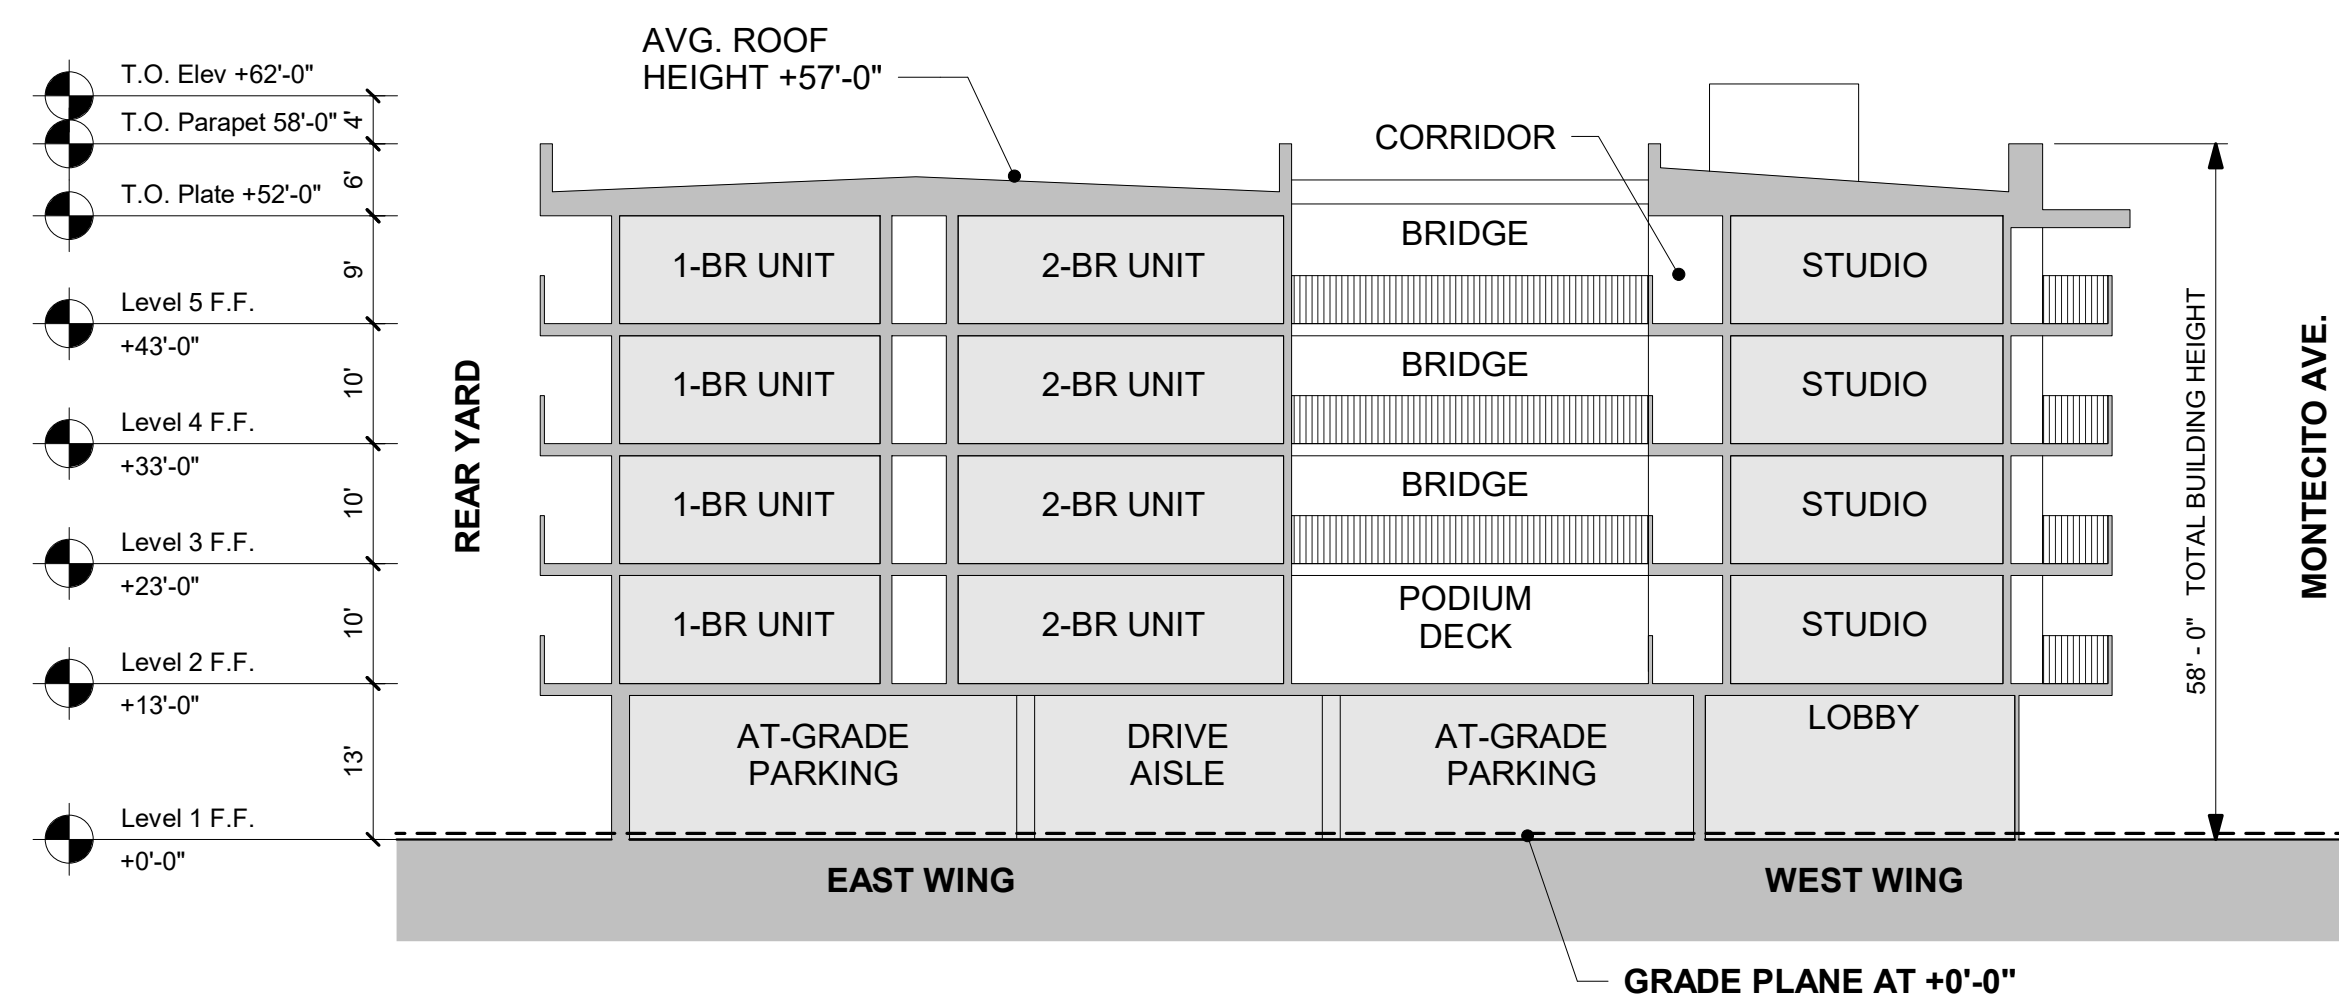 AVG. ROOF
HEIGHT +57'-0"
T.O. Elev +62'-0"
4'
T.O. Parapet 58'-0"
6'
T.O. Plate +52'-0"
9'
Level 5 F.F.
+43'-0"
10'
Level 4 F.F.
+33'-0"
10'
Level 3 F.F.
+23'-0"
10'
Level 2 F.F.
+13'-0"
13'
Level 1 F.F.
+0'-0"
REAR YARD
CORRIDOR
1-BR UNIT
2-BR UNIT
BRIDGE
STUDIO
1-BR UNIT
2-BR UNIT
BRIDGE
STUDIO
1-BR UNIT
2-BR UNIT
BRIDGE
STUDIO
1-BR UNIT
2-BR UNIT
PODIUM
DECK
STUDIO
AT-GRADE
PARKING
DRIVE
AISLE
AT-GRADE
PARKING
LOBBY
58' - 0" TOTAL BUILDING HEIGHT
MONTECITO AVE.
EAST WING
WEST WING
GRADE PLANE AT +0'-0"